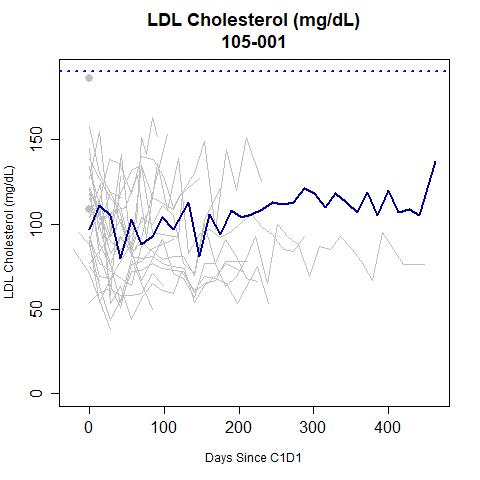 LDL Cholesterol (mg/dL)
105-001
LDL Cholesterol (mg/dL)
150
100
50
0
0 100 200 300 400
Days Since C1D1